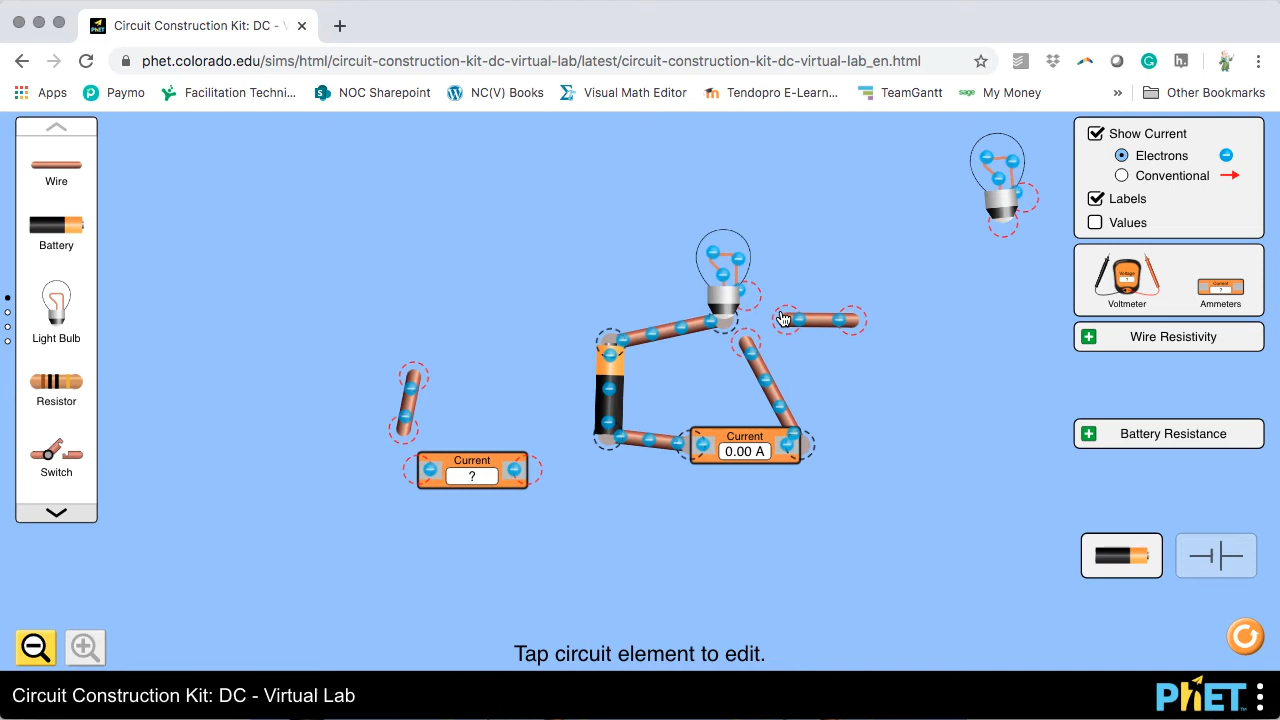 Circuit Construction Kit: DC - V
phet.colorado.edu/sims/html/circuit-construction-kit-dc-virtual-lab/latest/circuit-construction-kit-dc-virtual-lab_en.html
Apps Paymo Facilitation Techni... NOC Sharepoint NC(V) Books Visual Math Editor Tendopro E-Learn... TeamGantt sage My Money » Other Bookmarks
Wire
Battery
Light Bulb
Resistor
Switch
Current
?
Current
0.00 A
Show Current
Electrons
Conventional
Labels
Values
Voltage
?
Voltmeter
Current
?
Ammeters
Wire Resistivity
Battery Resistance
Tap circuit element to edit.
Circuit Construction Kit: DC - Virtual Lab
PhET